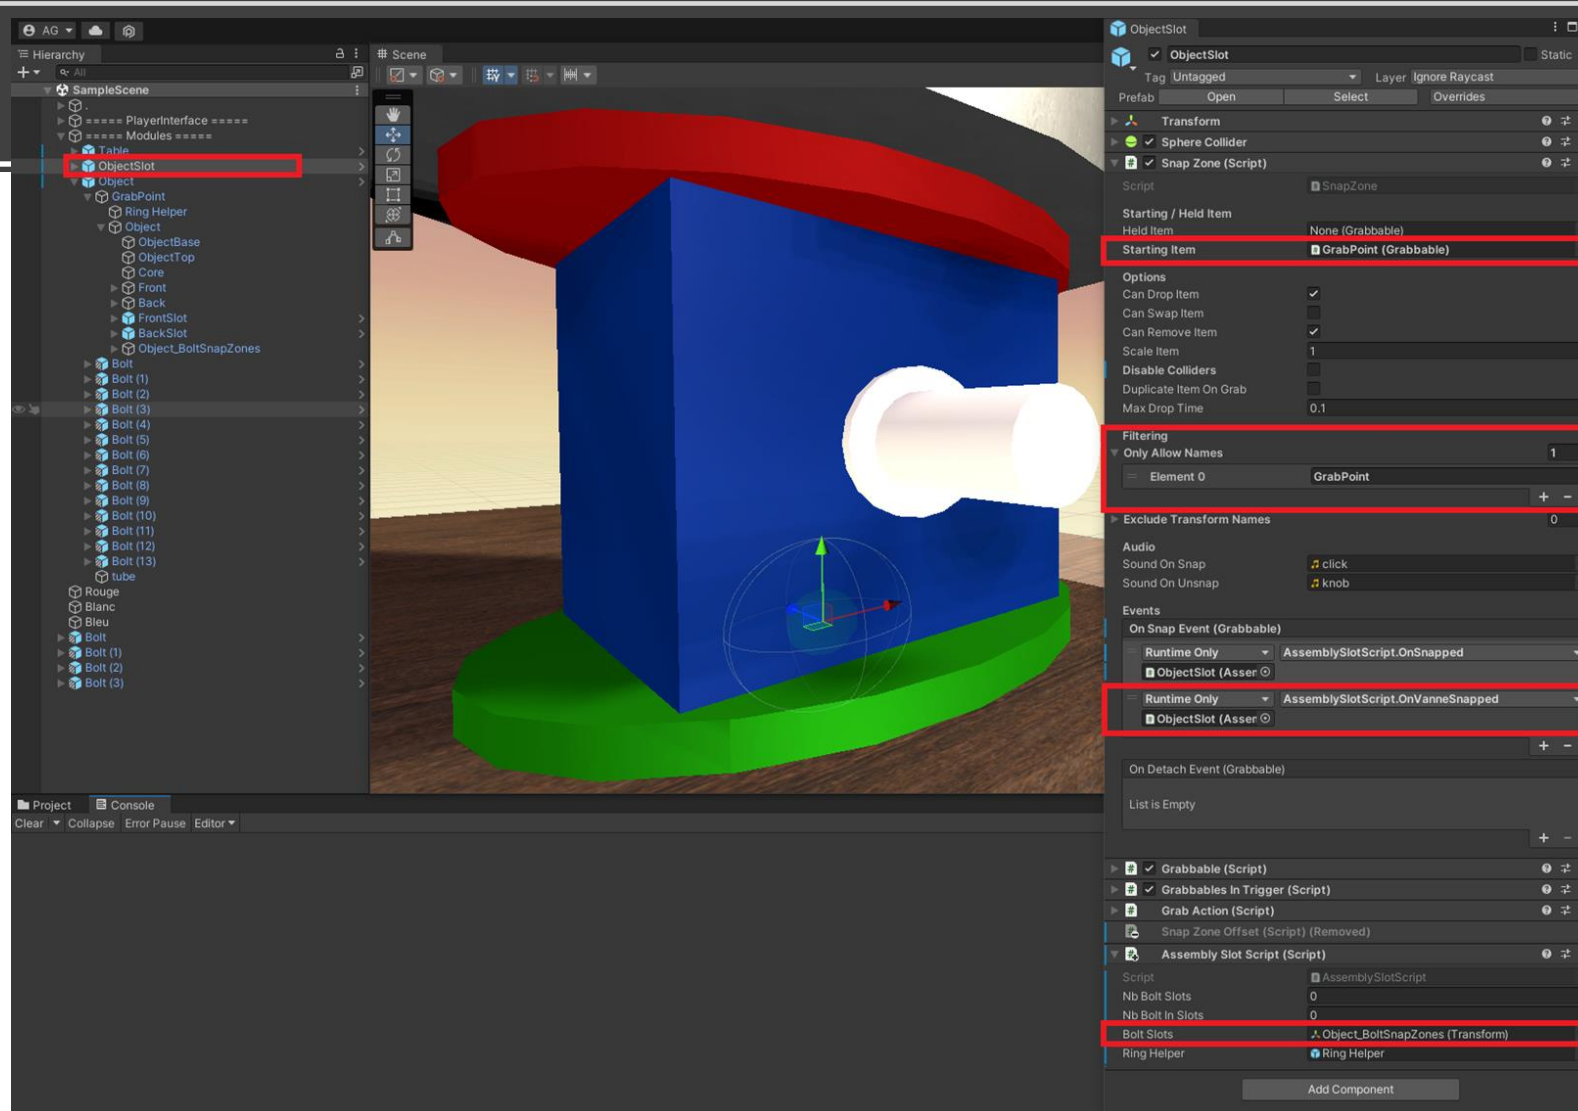 AG
Hierarchy
All
SampleScene
.
===== PlayerInterface =====
===== Modules =====
Table
ObjectSlot
Object
GrabPoint
Ring Helper
Object
ObjectBase
ObjectTop
Core
Front
Back
FrontSlot
BackSlot
Object_BoltSnapZones
Bolt
Bolt (1)
Bolt (2)
Bolt (3)
Bolt (4)
Bolt (5)
Bolt (6)
Bolt (7)
Bolt (8)
Bolt (9)
Bolt (10)
Bolt (11)
Bolt (12)
Bolt (13)
tube
Rouge
Blanc
Bleu
Bolt
Bolt (1)
Bolt (2)
Bolt (3)
Scene
Project Console
Clear Collapse Error Pause Editor
ObjectSlot
ObjectSlot Static
Tag Untagged Layer Ignore Raycast
Prefab Open Select Overrides
Transform
Sphere Collider
Snap Zone (Script)
Script SnapZone
Starting / Held Item
Held Item None (Grabbable)
Starting Item GrabPoint (Grabbable)
Options
Can Drop Item
Can Swap Item
Can Remove Item
Scale Item 1
Disable Colliders
Duplicate Item On Grab
Max Drop Time 0.1
Filtering
Only Allow Names 1
= Element 0 GrabPoint
+ -
Exclude Transform Names 0
Audio
Sound On Snap click
Sound On Unsnap knob
Events
On Snap Event (Grabbable)
Runtime Only AssemblySlotScript.OnSnapped
ObjectSlot (Asser
Runtime Only AssemblySlotScript.OnVanneSnapped
ObjectSlot (Asser
+ -
On Detach Event (Grabbable)
List is Empty
+ -
Grabbable (Script)
Grabbables In Trigger (Script)
Grab Action (Script)
Snap Zone Offset (Script) (Removed)
Assembly Slot Script (Script)
Script AssemblySlotScript
Nb Bolt Slots 0
Nb Bolt In Slots 0
Bolt Slots Object_BoltSnapZones (Transform)
Ring Helper Ring Helper
Add Component